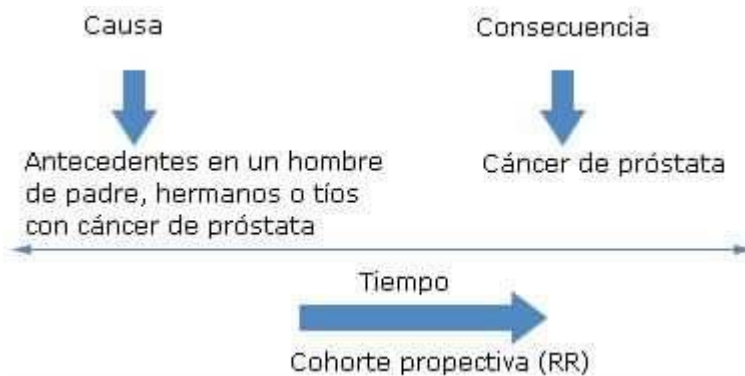 Causa
Consecuencia
Antecedentes en un hombre
de padre, hermanos o tíos
con cáncer de próstata
Cáncer de próstata
Tiempo
Cohorte propectiva (RR)